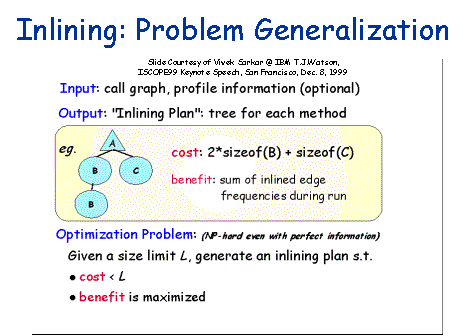 Inlining: Problem Generalization
Slide Courtesy of Vivek Sarkar @ IBM T.J.Watson,
ISCOPE99 Keynote Speech, San Francisco, Dec. 8, 1999
Input: call graph, profile information (optional)
Output: "Inlining Plan": tree for each method
eg.
A
B
C
B
cost: 2*sizeof(B) + sizeof(C)
benefit: sum of inlined edge
frequencies during run
Optimization Problem: (NP-hard even with perfect information)
Given a size limit L, generate an inlining plan s.t.
● cost < L
● benefit is maximized